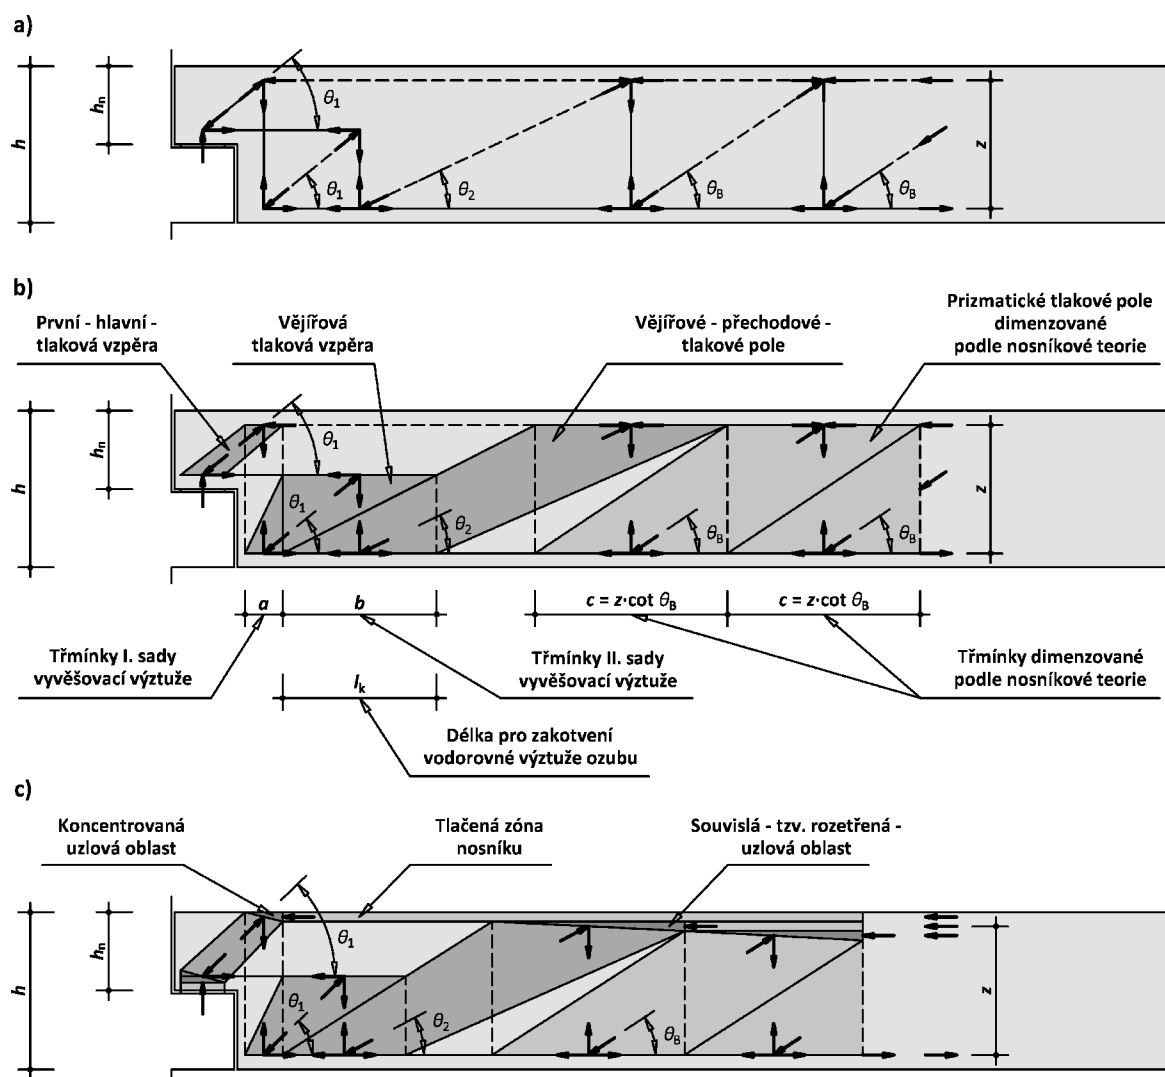 a)
h
hn
θ1
θ1
θ2
θB
θB
z
b)
První - hlavní -
tlaková vzpěra
Vějířová
tlaková vzpěra
Vějířové - přechodové -
tlakové pole
Prizmatické tlakové pole
dimenzované
podle nosníkové teorie
h
hn
θ1
θ1
θ2
θB
θB
z
a
b
c = z·cot θB
c = z·cot θB
Třmínky I. sady
vyvěšovací výztuže
Třmínky II. sady
vyvěšovací výztuže
Třmínky dimenzované
podle nosníkové teorie
lk
Délka pro zakotvení
vodorovné výztuže ozubu
c)
Koncentrovaná
uzlová oblast
Tlačená zóna
nosníku
Souvislá - tzv. rozetřená -
uzlová oblast
h
hn
θ1
θ1
θ2
θB
z